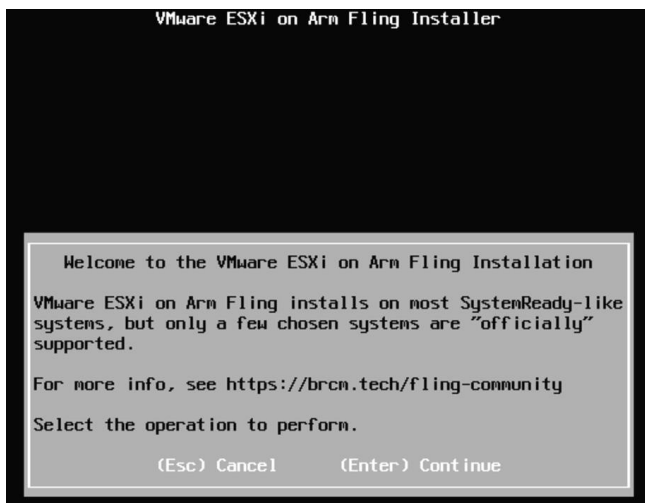 VMware ESXi on Arm Fling Installer
Welcome to the VMware ESXi on Arm Fling Installation
VMware ESXi on Arm Fling installs on most SystemReady-like
systems, but only a few chosen systems are "officially"
supported.
For more info, see https://brcm.tech/fling-community
Select the operation to perform.
(Esc) Cancel (Enter) Continue